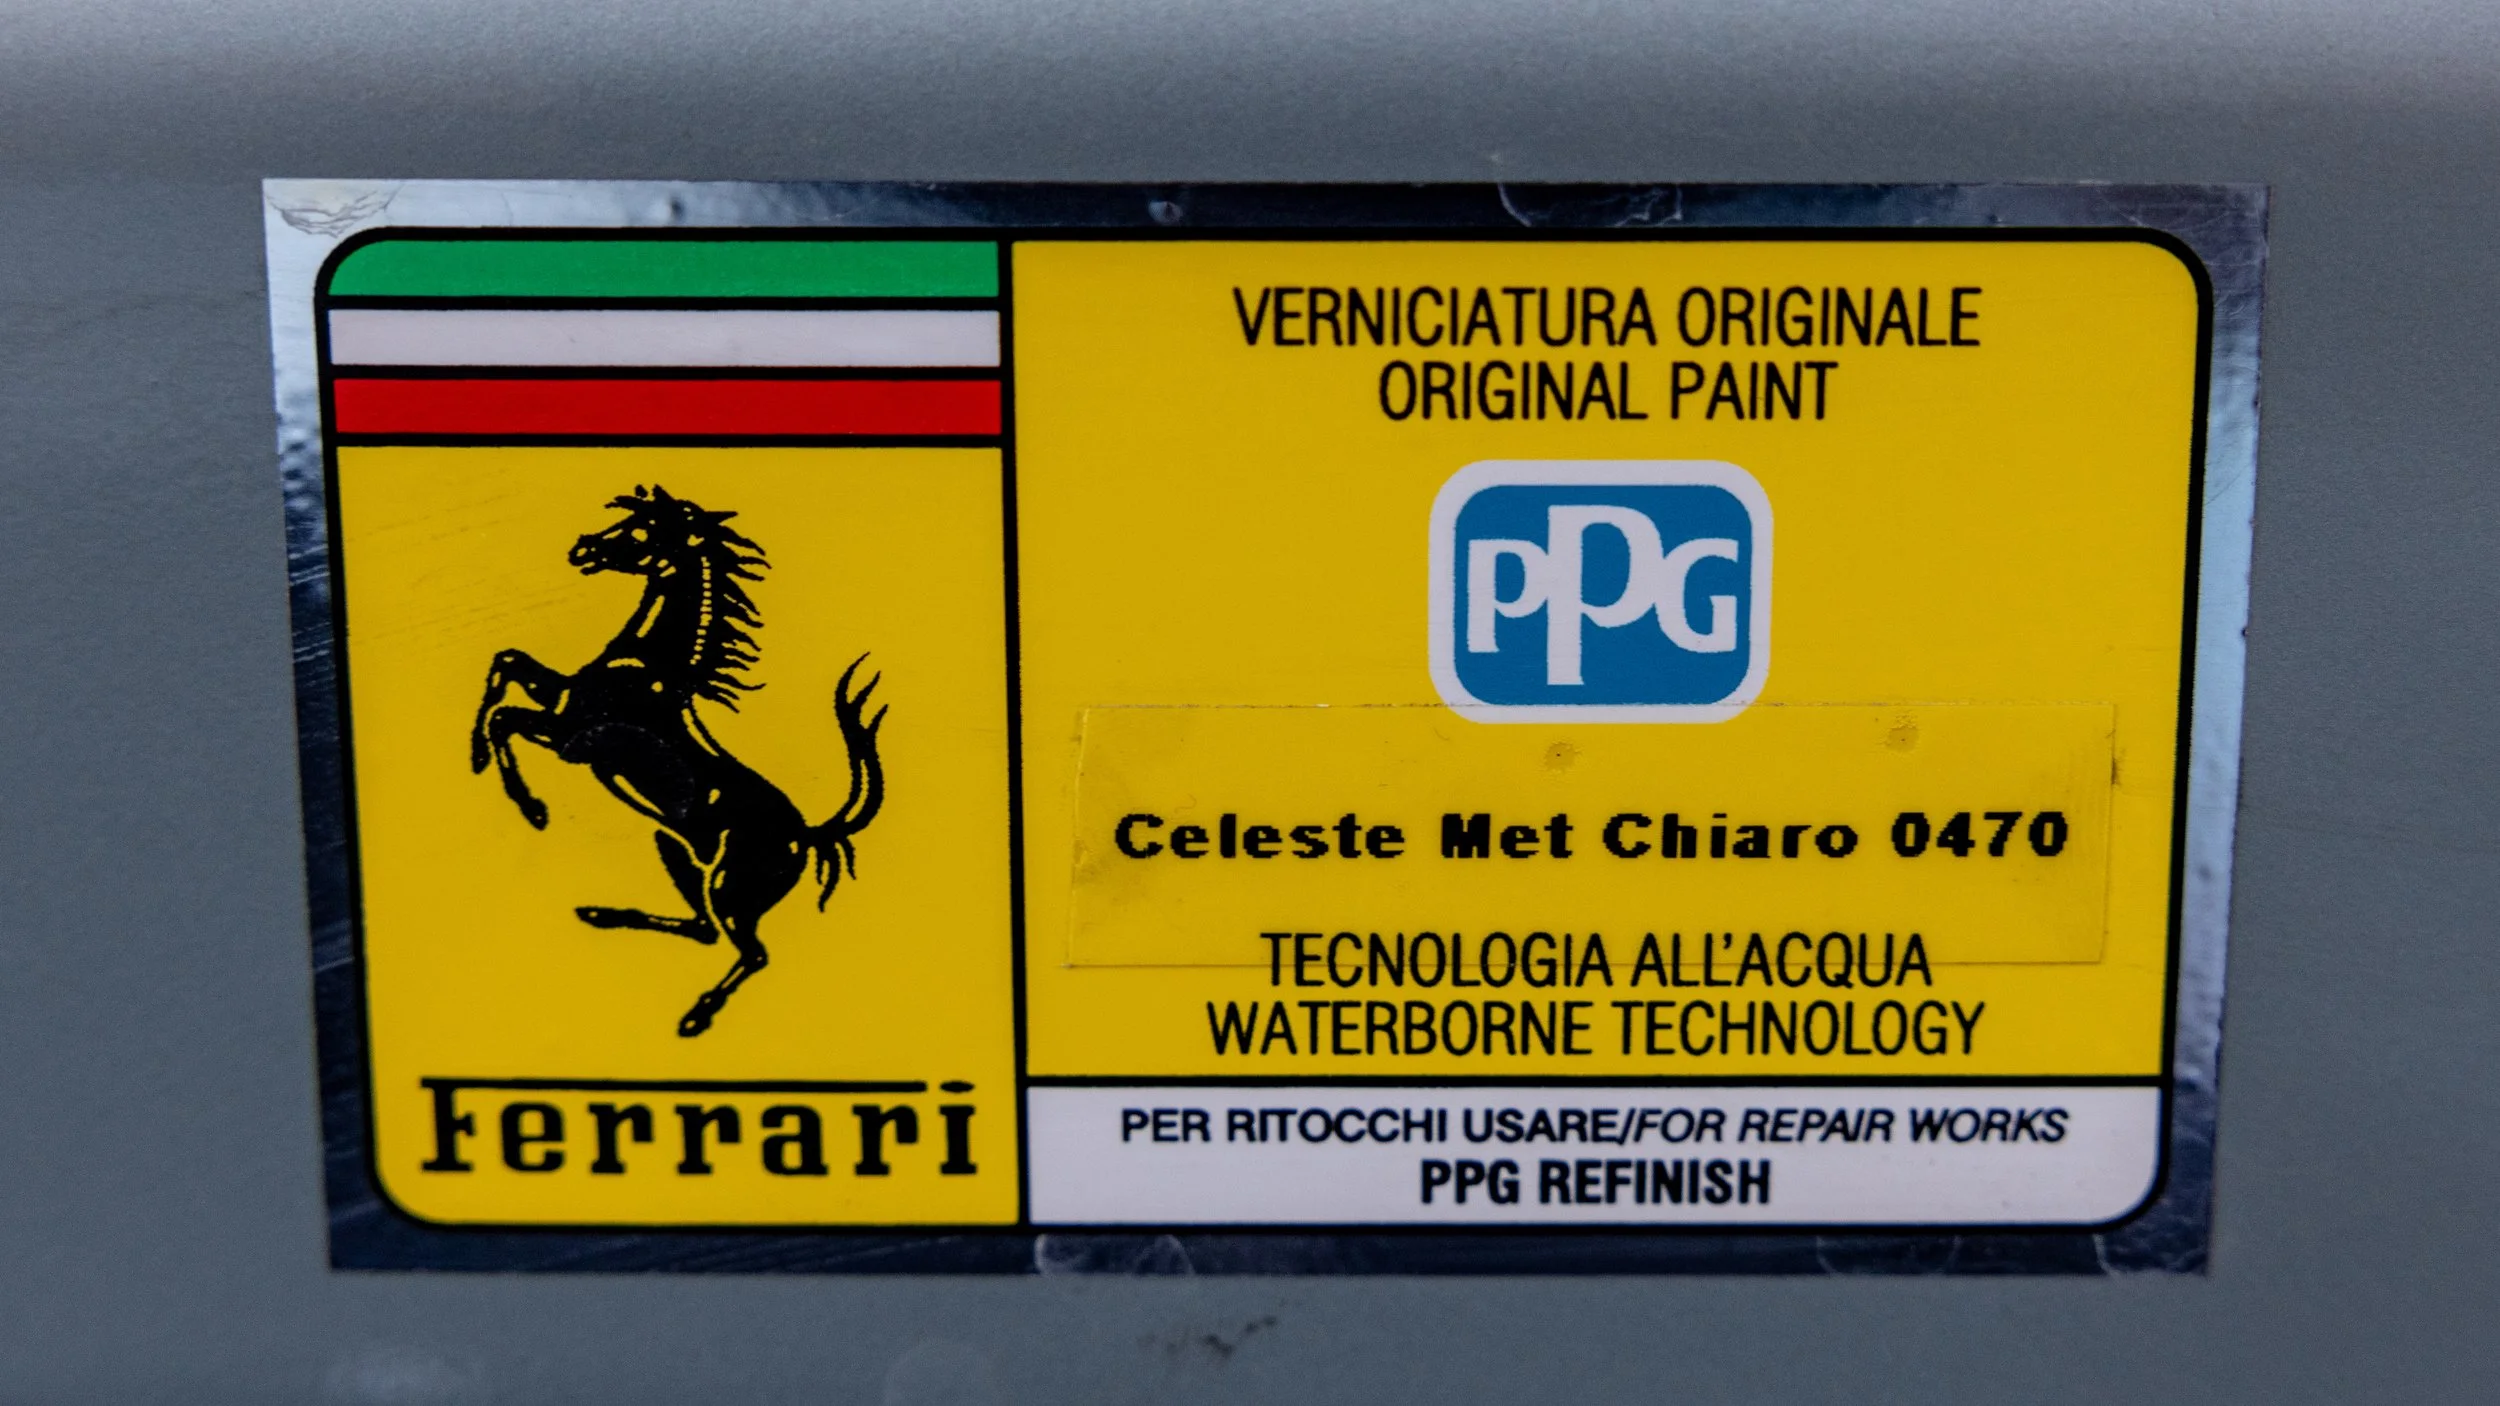 Ferrari
VERNICIATURA ORIGINALE
ORIGINAL PAINT
PPG
Celeste Met Chiaro 0470
TECNOLOGIA ALL'ACQUA
WATERBORNE TECHNOLOGY
PER RITOCCHI USARE/FOR REPAIR WORKS
PPG REFINISH